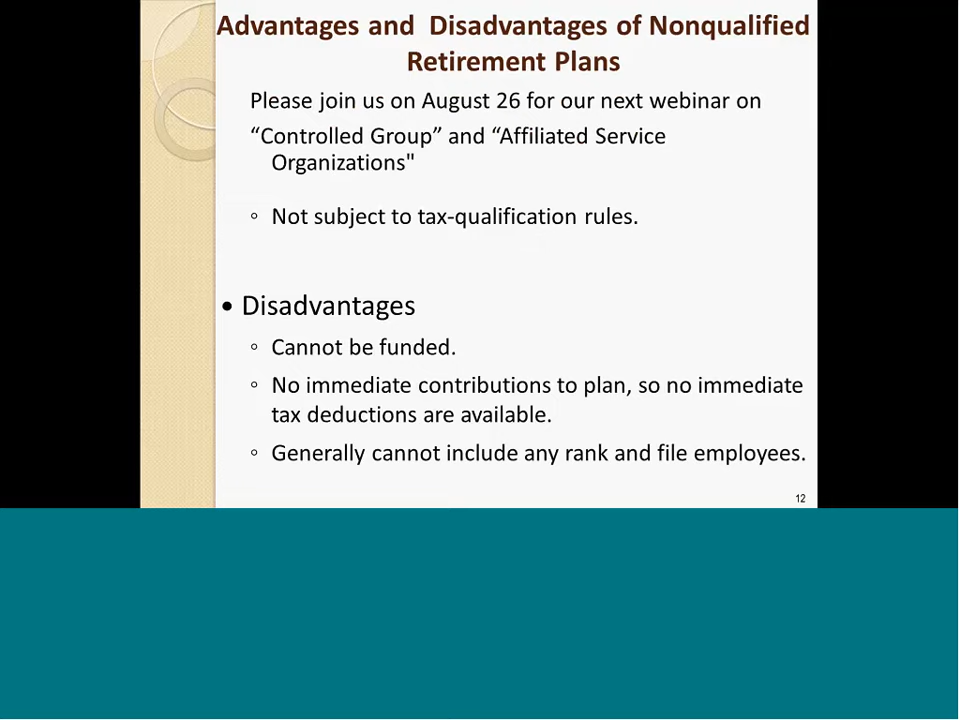 Advantages and  Disadvantages of Nonqualified
Retirement Plans
Please join us on August 26 for our next webinar on
“Controlled Group” and “Affiliated Service
Organizations"
◦ Not subject to tax-qualification rules.
• Disadvantages
◦ Cannot be funded.
◦ No immediate contributions to plan, so no immediate
tax deductions are available.
◦ Generally cannot include any rank and file employees.
12